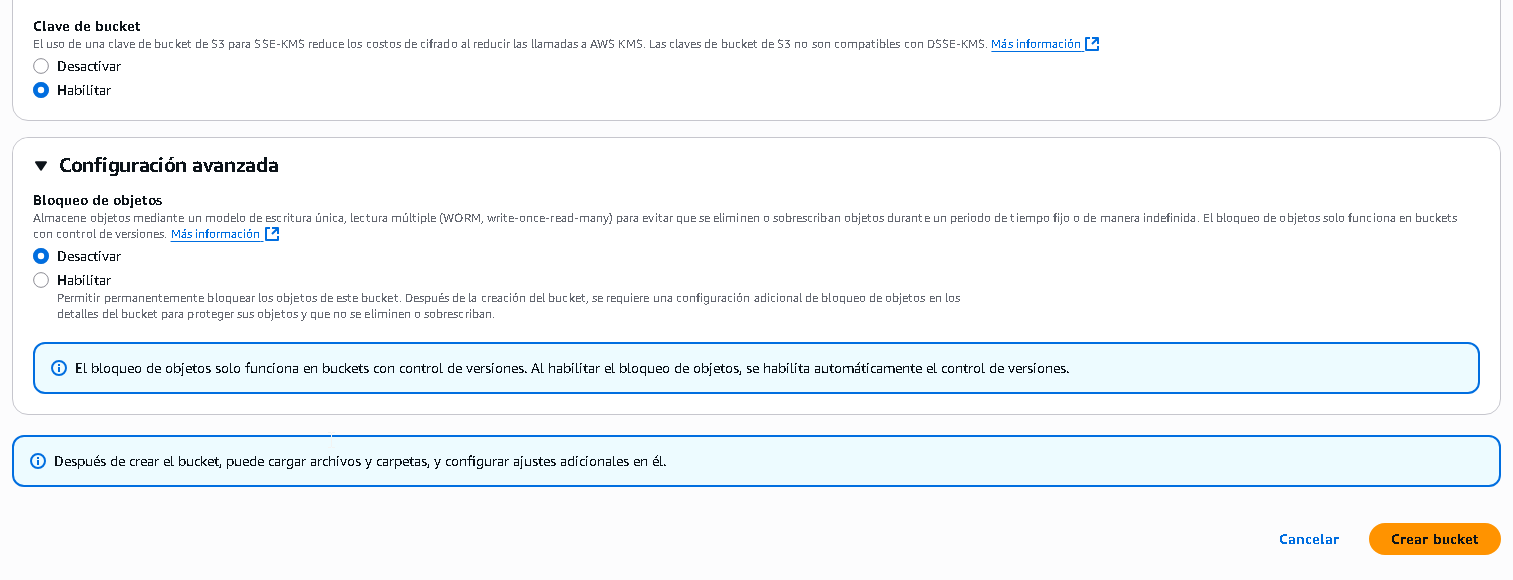 Clave de bucket
El uso de una clave de bucket de S3 para SSE-KMS reduce los costos de cifrado al reducir las llamadas a AWS KMS. Las claves de bucket de S3 no son compatibles con DSSE-KMS. Más información
Desactivar
Habilitar
Configuración avanzada
Bloqueo de objetos
Almacene objetos mediante un modelo de escritura única, lectura múltiple (WORM, write-once-read-many) para evitar que se eliminen o sobrescriban objetos durante un periodo de tiempo fijo o de manera indefinida. El bloqueo de objetos solo funciona en buckets
con control de versiones. Más información
Desactivar
Habilitar
Permitir permanentemente bloquear los objetos de este bucket. Después de la creación del bucket, se requiere una configuración adicional de bloqueo de objetos en los
detalles del bucket para proteger sus objetos y que no se eliminen o sobrescriban.
El bloqueo de objetos solo funciona en buckets con control de versiones. Al habilitar el bloqueo de objetos, se habilita automáticamente el control de versiones.
Después de crear el bucket, puede cargar archivos y carpetas, y configurar ajustes adicionales en él.
Cancelar Crear bucket